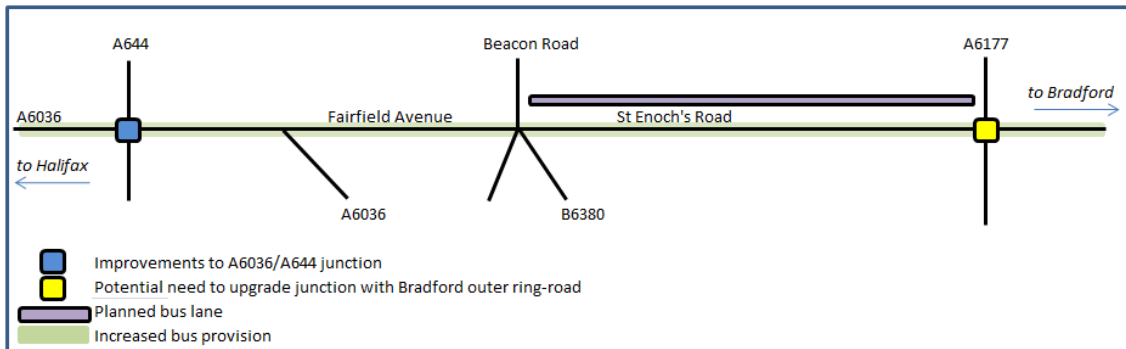 A644
Beacon Road
A6177
to Bradford
A6036
Fairfield Avenue
St Enoch's Road
to Halifax
A6036
B6380
Improvements to A6036/A644 junction
Potential need to upgrade junction with Bradford outer ring-road
Planned bus lane
Increased bus provision